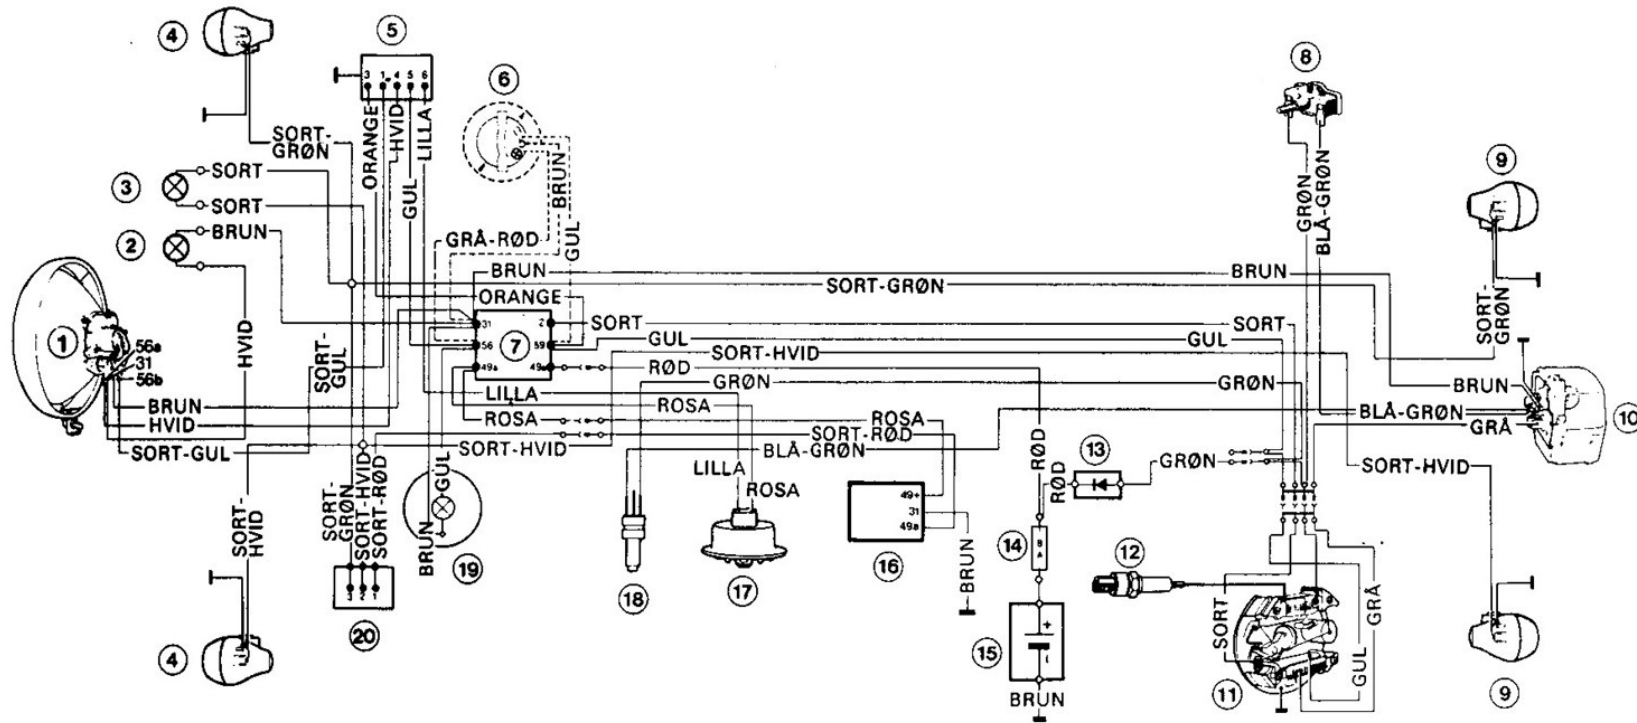 4
5
6
8
9
3 1 4 5 6
ORANGE
HVID
LILLA
GUL
SORT-
GRØN
3
SORT
SORT
2
BRUN
BRUN
GUL
GRÅ-RØD
GRØN
BLÅ-GRØN
BRUN
BRUN
SORT-GRØN
ORANGE
SORT-
GRØN
1
56a
31
56b
HVID
SORT-
GUL
31
56
49a
7
2
59
49a
SORT
SORT
GUL
GUL
SORT-HVID
RØD
GRØN
GRØN
BRUN
BLÅ-GRØN
GRÅ
10
BRUN
HVID
SORT-GUL
LILLA
ROSA
ROSA
ROSA
SORT-RØD
SORT-HVID
BLÅ-GRØN
SORT-HVID
LILLA
ROSA
GUL
BRUN
RØD
RØD
13
GRØN
SORT-
HVID
SORT-
GRØN
SORT-HVID
SORT-RØD
49+
31
49a
BRUN
14
8A
12
15
+
−
BRUN
SORT
GUL
GRÅ
3 2 1
4
20
19
18
17
16
11
9